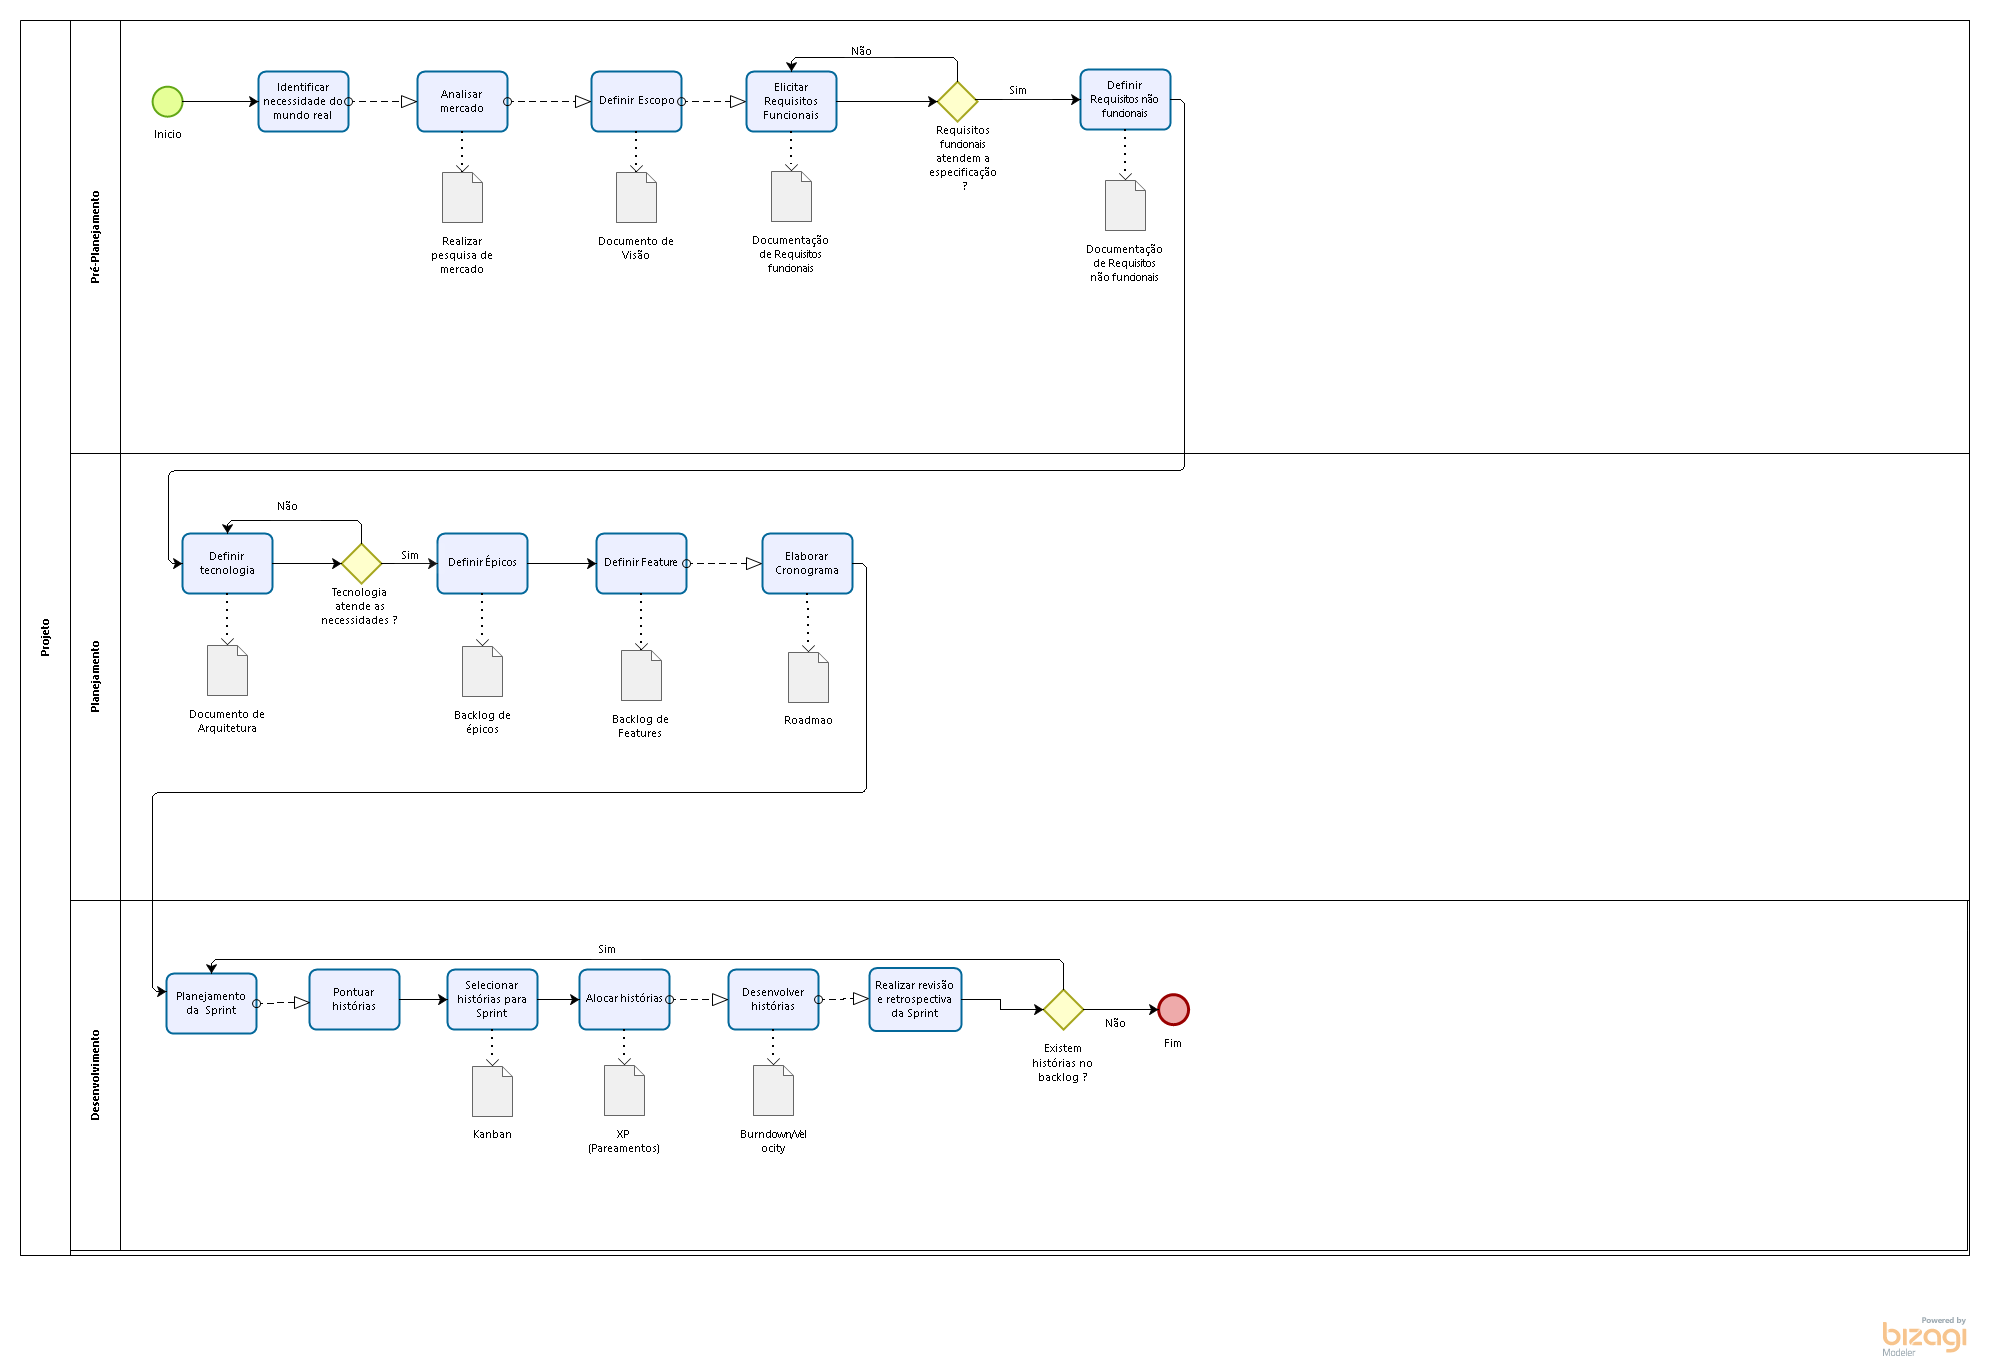 Projeto
Pré-Planejamento
Inicio
Identificar
necessidade do
mundo real
Analisar
mercado
Definir Escopo
Elicitar
Requisitos
Funcionais
Não
Requisitos
funcionais
atendem a
especificação
?
Sim
Definir
Requisitos não
funcionais
Realizar
pesquisa de
mercado
Documento de
Visão
Documentação
de Requisitos
funcionais
Documentação
de Requisitos
não funcionais
Planejamento
Definir
tecnologia
Não
Tecnologia
atende as
necessidades ?
Sim
Definir Épicos
Definir Feature
Elaborar
Cronograma
Documento de
Arquitetura
Backlog de
épicos
Backlog de
Features
Roadmao
Desenvolvimento
Sim
Planejamento
da Sprint
Pontuar
histórias
Selecionar
histórias para
Sprint
Alocar histórias
Desenvolver
histórias
Realizar revisão
e retrospectiva
da Sprint
Existem
histórias no
backlog ?
Não
Fim
Kanban
XP
(Pareamentos)
Burndown/Vel
ocity
Powered by
bizagi
Modeler